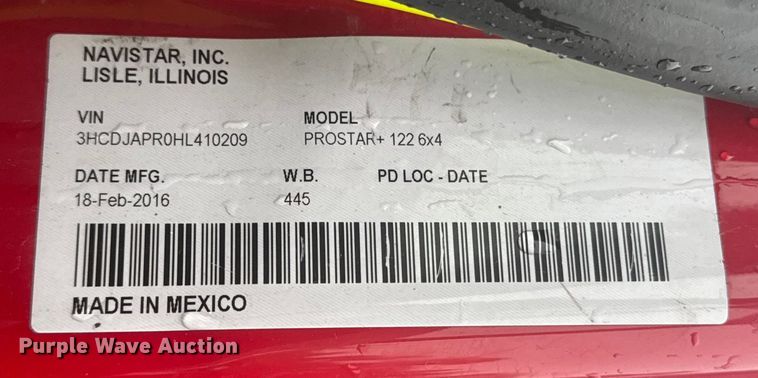 NAVISTAR, INC.
LISLE, ILLINOIS
VIN MODEL
3HCDJAPR0HL410209 PROSTAR+ 122 6x4
DATE MFG. W.B. PD LOC - DATE
18-Feb-2016 445
MADE IN MEXICO
Purple Wave Auction